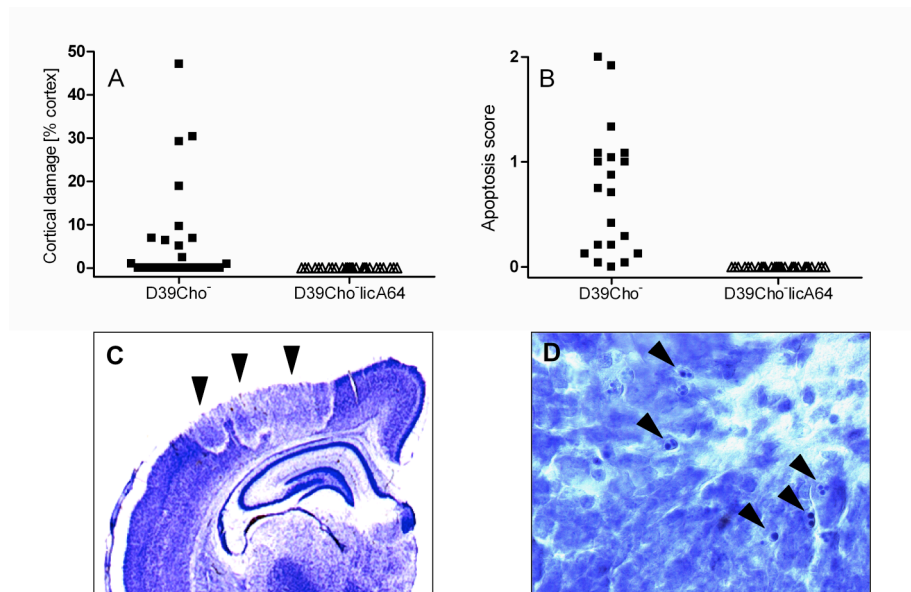 A
Cortical damage [% cortex]
50
40
30
20
10
0
D39Cho⁻
D39Cho⁻licA64
B
Apoptosis score
2
1
0
D39Cho⁻
D39Cho⁻licA64
C
D